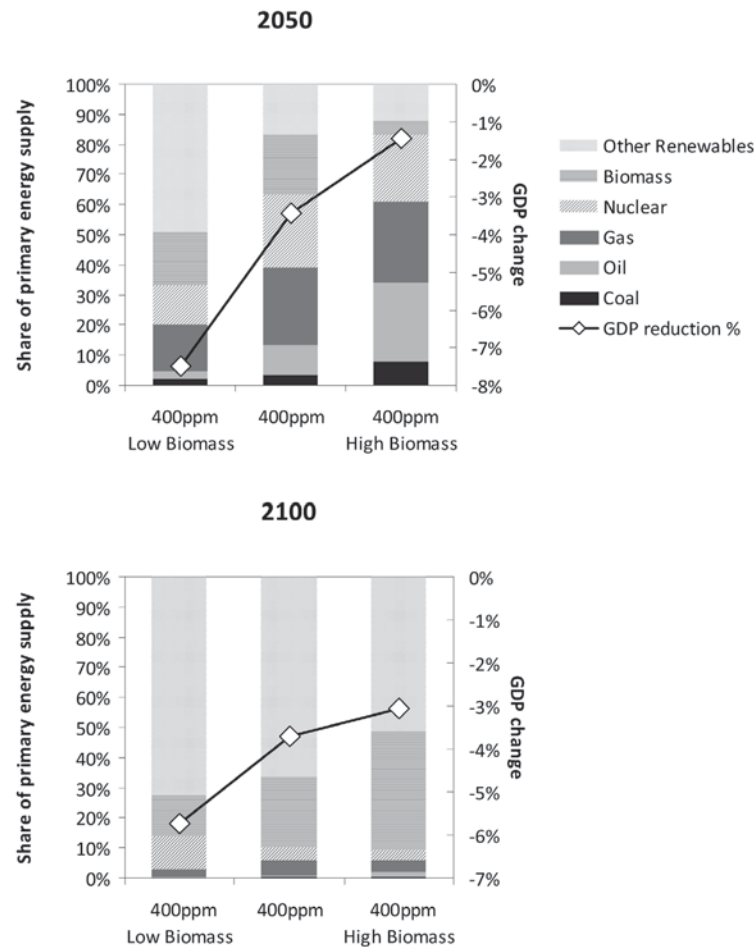 2050
Share of primary energy supply
100%
90%
80%
70%
60%
50%
40%
30%
20%
10%
0%
0%
-1%
-2%
-3%
-4%
-5%
-6%
-7%
-8%
GDP change
400ppm
Low Biomass
400ppm
400ppm
High Biomass
Other Renewables
Biomass
Nuclear
Gas
Oil
Coal
GDP reduction %
2100
Share of primary energy supply
100%
90%
80%
70%
60%
50%
40%
30%
20%
10%
0%
0%
-1%
-2%
-3%
-4%
-5%
-6%
-7%
GDP change
400ppm
Low Biomass
400ppm
400ppm
High Biomass